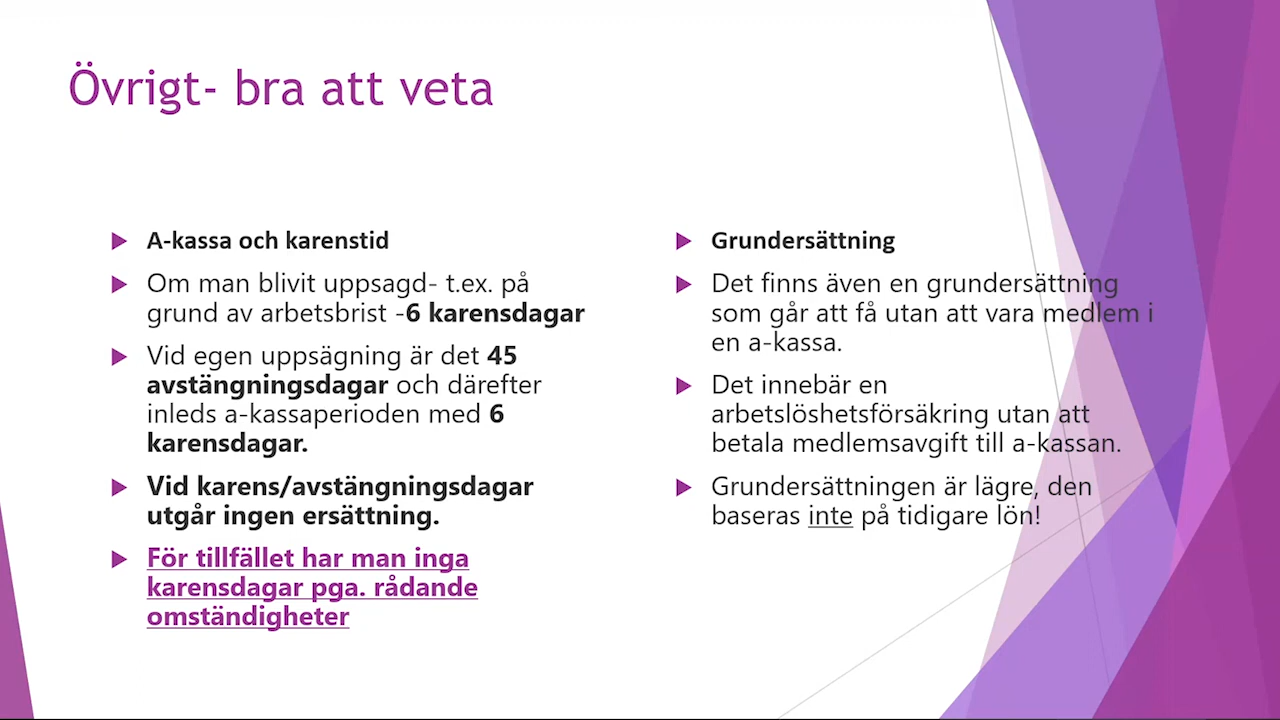 Övrigt- bra att veta
A-kassa och karenstid
Om man blivit uppsagd- t.ex. på
grund av arbetsbrist -6 karensdagar
Vid egen uppsägning är det 45
avstängningsdagar och därefter
inleds a-kassaperioden med 6
karensdagar.
Vid karens/avstängningsdagar
utgår ingen ersättning.
För tillfället har man inga
karensdagar pga. rådande
omständigheter
Grundersättning
Det finns även en grundersättning
som går att få utan att vara medlem i
en a-kassa.
Det innebär en
arbetslöshetsförsäkring utan att
betala medlemsavgift till a-kassan.
Grundersättningen är lägre, den
baseras inte på tidigare lön!